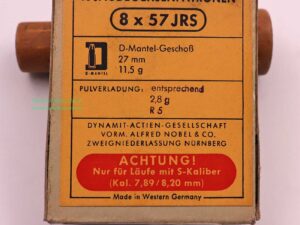 8 x 57 JRS
D-Mantel-Geschoß
27 mm
11,5 g
D-MANTEL
PULVERLADUNG: entsprechend
2,8 g
R 5
DYNAMIT-ACTIEN-GESELLSCHAFT
VORM. ALFRED NOBEL & CO.
ZWEIGNIEDERLASSUNG NÜRNBERG
ACHTUNG!
Nur für Läufe mit S-Kaliber
(Kal. 7,89/8,20 mm)
Made in Western Germany